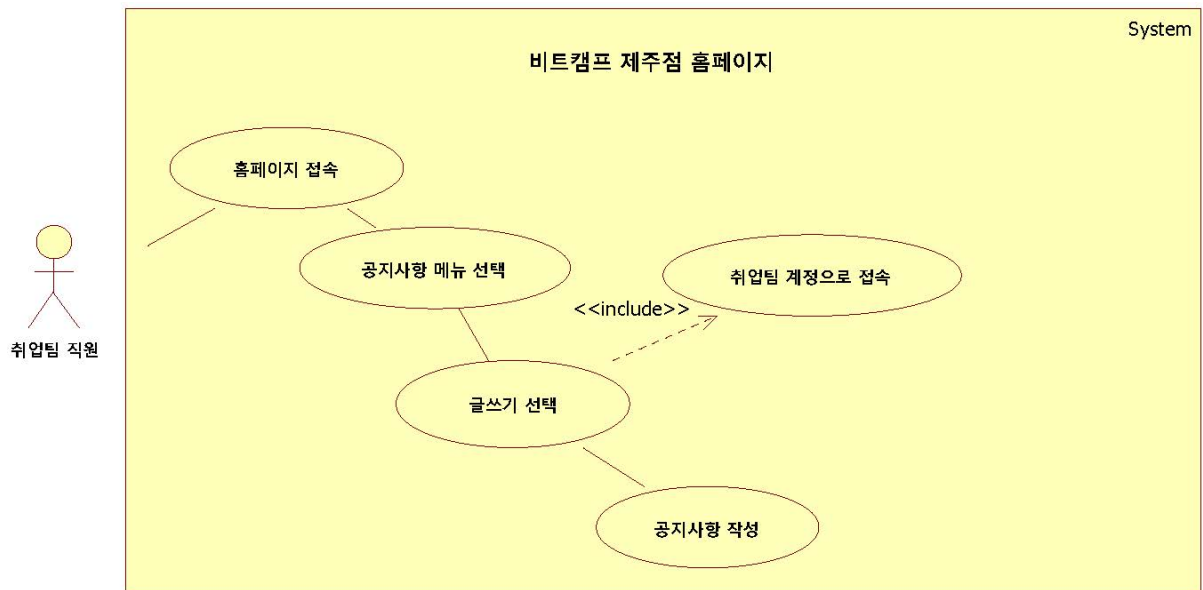 System
비트캠프 제주점 홈페이지
홈페이지 접속
공지사항 메뉴 선택
취업팀 계정으로 접속
<<include>>
취업팀 직원
글쓰기 선택
공지사항 작성